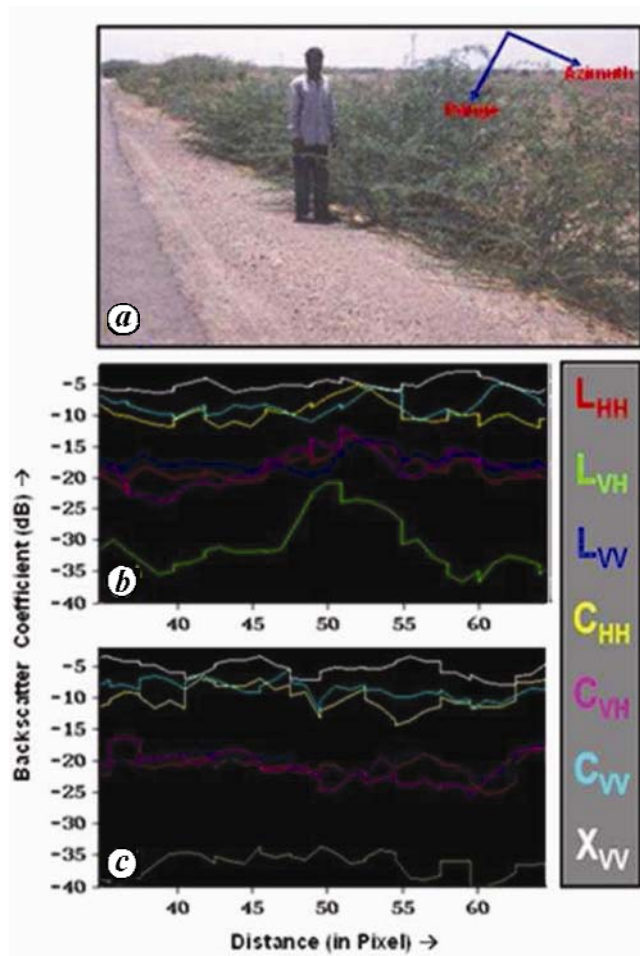 Azimuth
Range
a
Backscatter Coefficient (dB) →
-5
-10
-15
-20
-25
-30
-35
-40
b
40 45 50 55 60
-5
-10
-15
-20
-25
-30
-35
-40
c
40 45 50 55 60
Distance (in Pixel) →
LHH
LVH
LVV
CHH
CVH
CVV
XVV